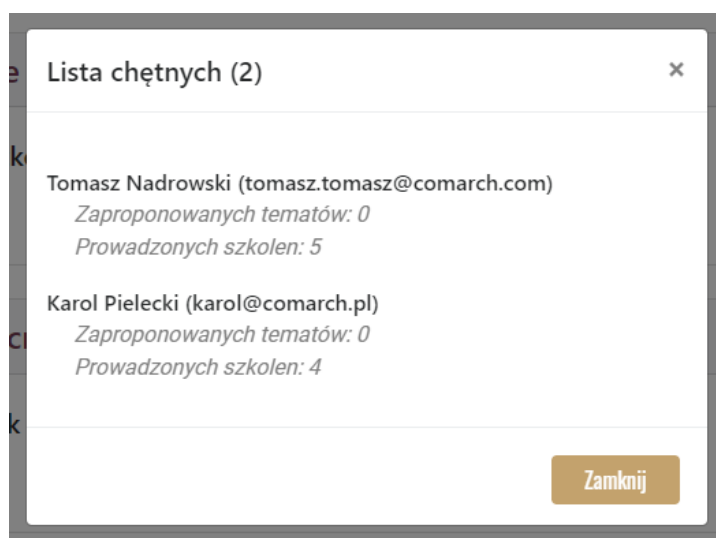 Lista chętnych (2)
×
Tomasz Nadrowski (tomasz.tomasz@comarch.com)
Zaproponowanych tematów: 0
Prowadzonych szkolen: 5
Karol Pielecki (karol@comarch.pl)
Zaproponowanych tematów: 0
Prowadzonych szkolen: 4
Zamknij